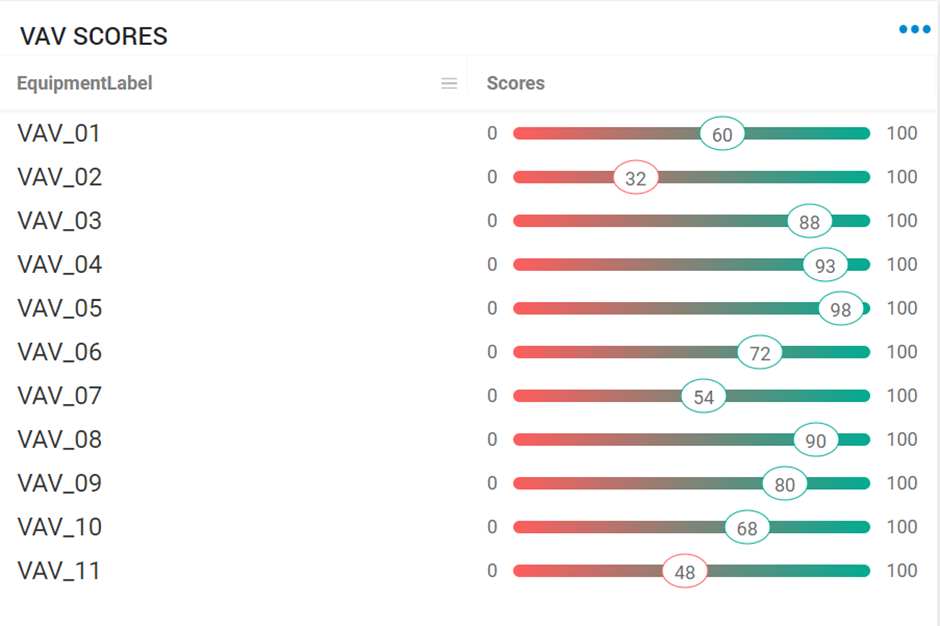 VAV SCORES
EquipmentLabel Scores
VAV_01 0 60 100
VAV_02 0 32 100
VAV_03 0 88 100
VAV_04 0 93 100
VAV_05 0 98 100
VAV_06 0 72 100
VAV_07 0 54 100
VAV_08 0 90 100
VAV_09 0 80 100
VAV_10 0 68 100
VAV_11 0 48 100